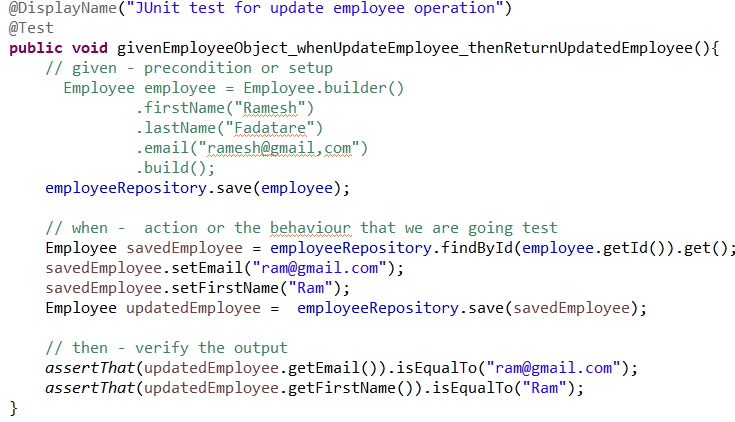 @DisplayName("JUnit test for update employee operation")
@Test
public void givenEmployeeObject_whenUpdateEmployee_thenReturnUpdatedEmployee(){
    // given - precondition or setup
      Employee employee = Employee.builder()
              .firstName("Ramesh")
              .lastName("Fadatare")
              .email("ramesh@gmail,com")
              .build();
    employeeRepository.save(employee);

    // when -  action or the behaviour that we are going test
    Employee savedEmployee = employeeRepository.findById(employee.getId()).get();
    savedEmployee.setEmail("ram@gmail.com");
    savedEmployee.setFirstName("Ram");
    Employee updatedEmployee =  employeeRepository.save(savedEmployee);

    // then - verify the output
    assertThat(updatedEmployee.getEmail()).isEqualTo("ram@gmail.com");
    assertThat(updatedEmployee.getFirstName()).isEqualTo("Ram");
}